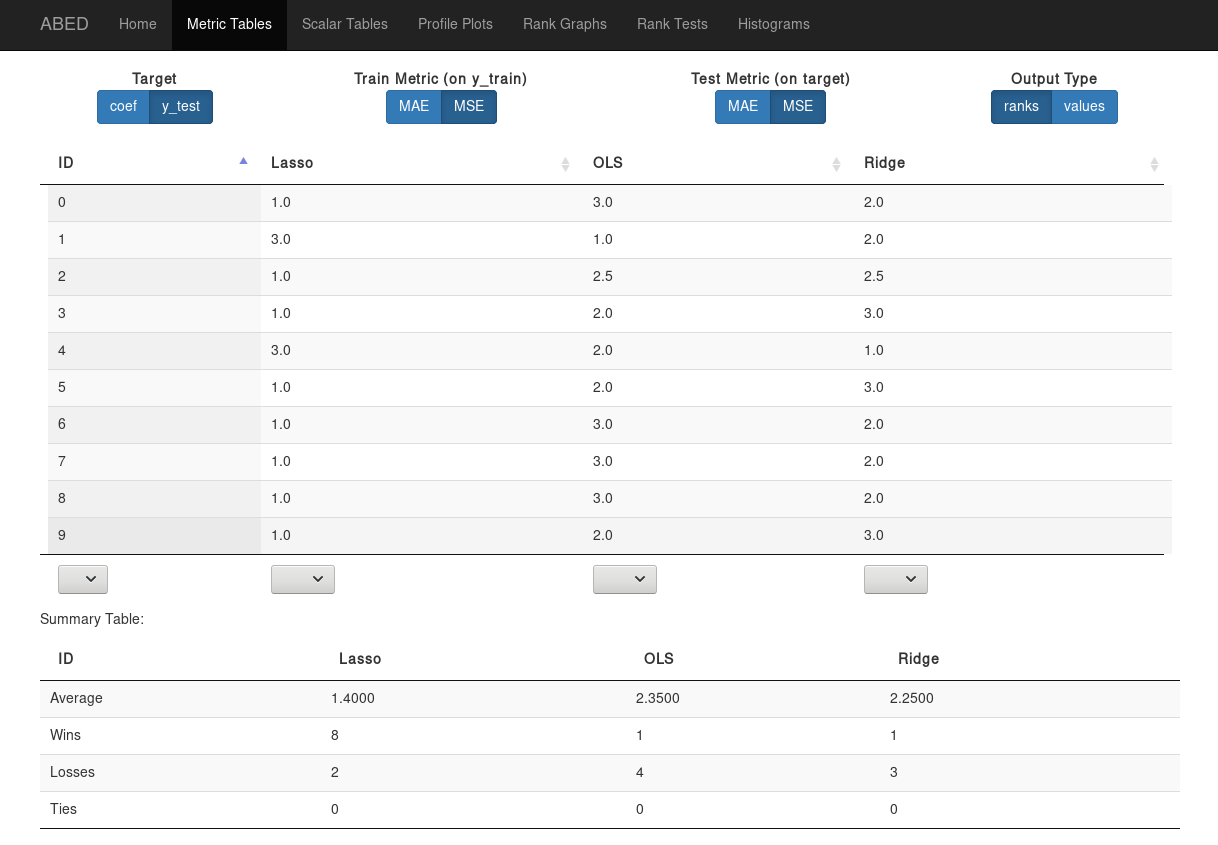 ABED Home Metric Tables Scalar Tables Profile Plots Rank Graphs Rank Tests Histograms
Target Train Metric (on y_train) Test Metric (on target) Output Type
coef y_test MAE MSE MAE MSE ranks values
ID Lasso OLS Ridge
0 1.0 3.0 2.0
1 3.0 1.0 2.0
2 1.0 2.5 2.5
3 1.0 2.0 3.0
4 3.0 2.0 1.0
5 1.0 2.0 3.0
6 1.0 3.0 2.0
7 1.0 3.0 2.0
8 1.0 3.0 2.0
9 1.0 2.0 3.0
Summary Table:
ID Lasso OLS Ridge
Average 1.4000 2.3500 2.2500
Wins 8 1 1
Losses 2 4 3
Ties 0 0 0